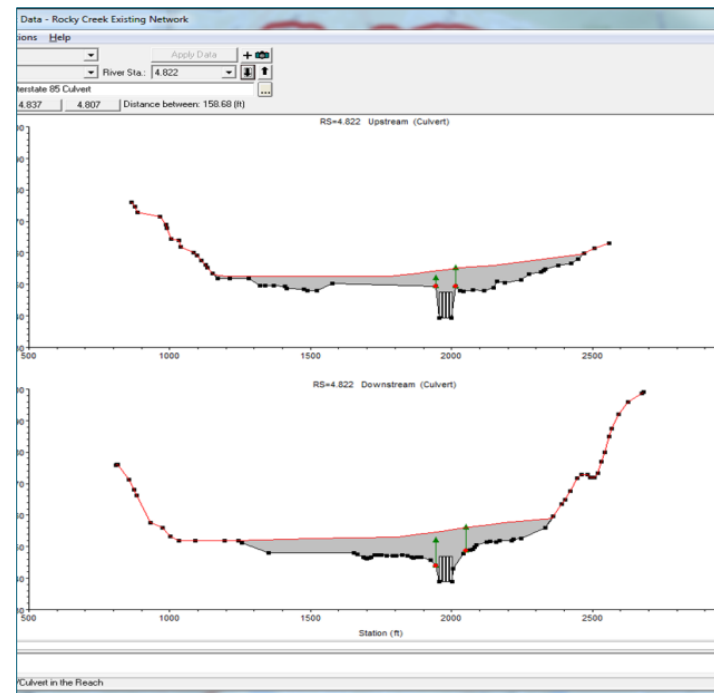 Data - Rocky Creek Existing Network
tions Help
Apply Data +
River Sta.: 4.822
terstate 85 Culvert ...
4.837 4.807 Distance between: 158.68 (ft)
RS=4.822 Upstream (Culvert)
500 1000 1500 2000 2500
RS=4.822 Downstream (Culvert)
500 1000 1500 2000 2500
Station (ft)
/Culvert in the Reach